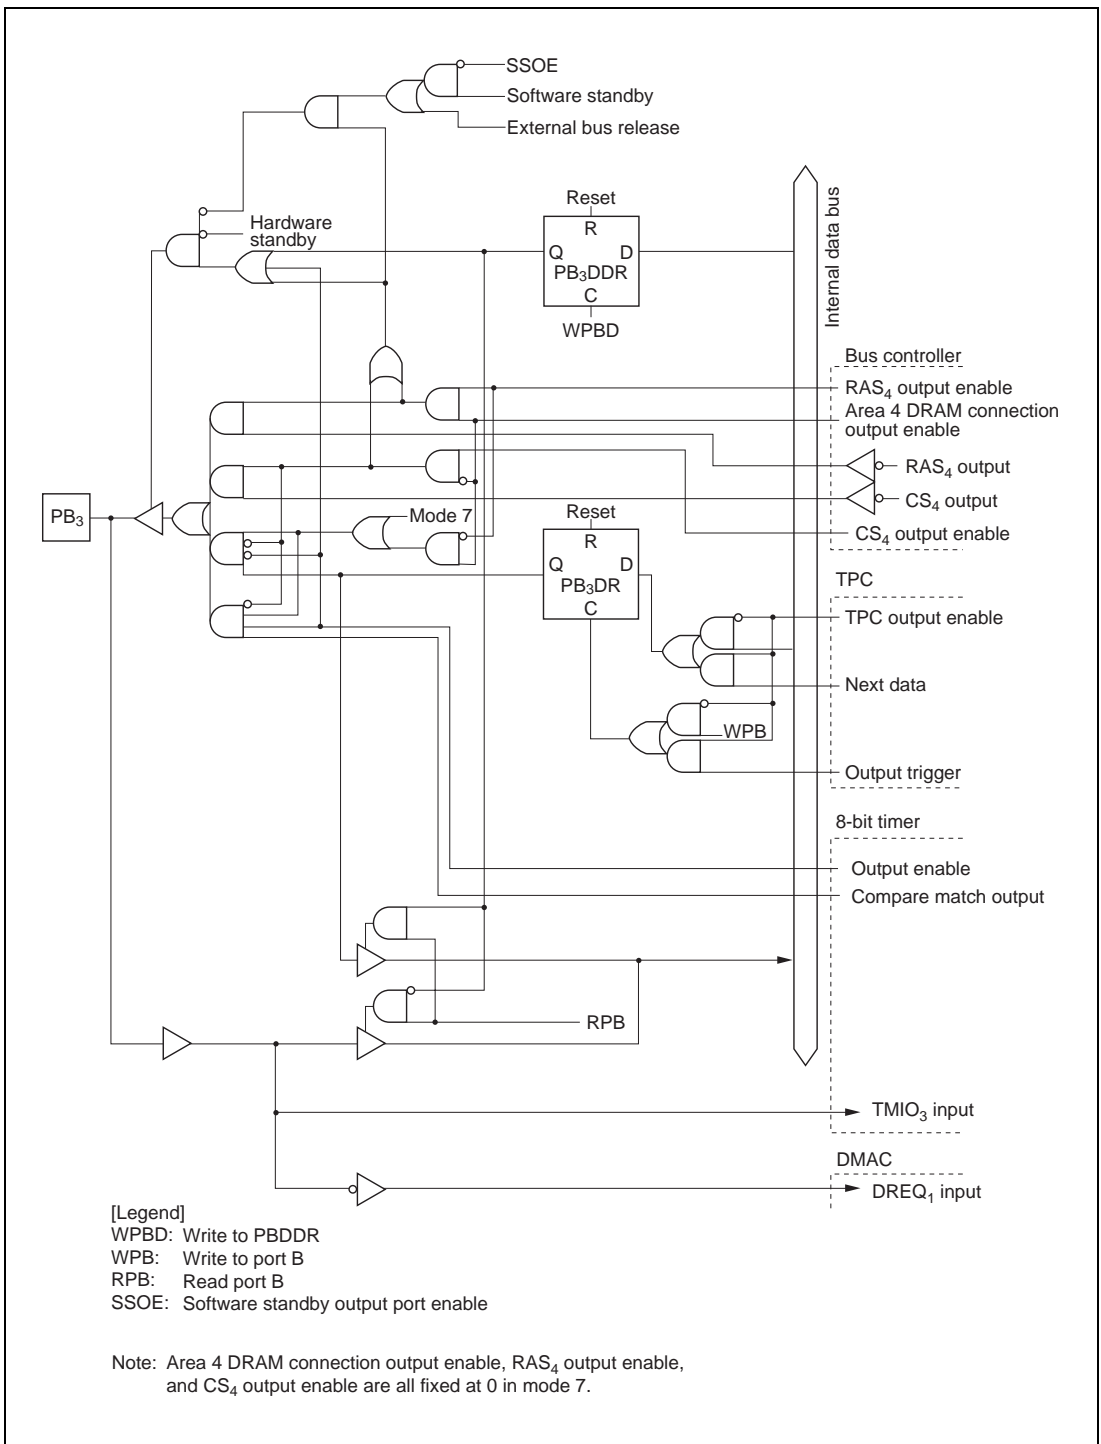 SSOE
Software standby
External bus release
Hardware
standby
Reset
R
Q D
PB3DDR
C
WPBD
Internal data bus
Bus controller
RAS4 output enable
Area 4 DRAM connection
output enable
RAS4 output
CS4 output
CS4 output enable
PB3
Mode 7
Reset
R
Q D
PB3DR
C
TPC
TPC output enable
Next data
WPB
Output trigger
8-bit timer
Output enable
Compare match output
RPB
TMIO3 input
DMAC
DREQ1 input
[Legend]
WPBD: Write to PBDDR
WPB: Write to port B
RPB: Read port B
SSOE: Software standby output port enable
Note: Area 4 DRAM connection output enable, RAS4 output enable,
and CS4 output enable are all fixed at 0 in mode 7.